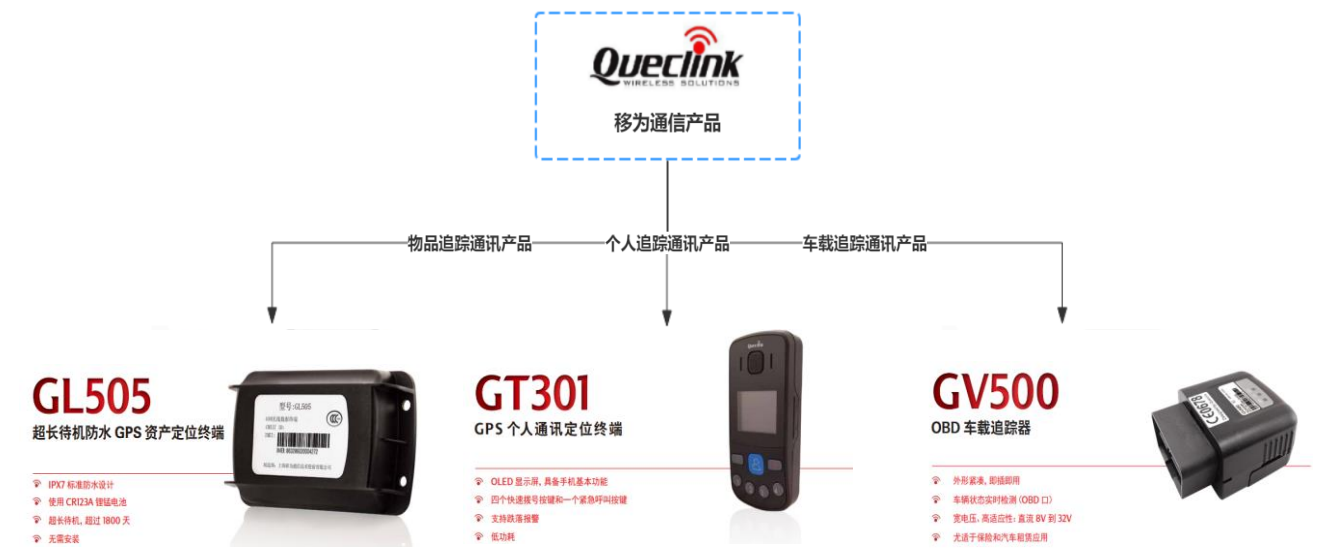 Queclink
WIRELESS SOLUTIONS
移为通信产品
物品追踪通讯产品
个人追踪通讯产品
车载追踪通讯产品
GL505
超长待机防水 GPS 资产定位终端
IPX7 标准防水设计
使用 CR123A 锂锰电池
超长待机, 超过 1800 天
无需安装
型号:GL505
GT301
GPS 个人通讯定位终端
OLED 显示屏, 具备手机基本功能
四个快速拨号按键和一个紧急呼叫按键
支持跌落报警
低功耗
Queclink
GV500
OBD 车载追踪器
外形紧凑, 即插即用
车辆状态实时检测 (OBD 口)
宽电压、高适应性: 直流 8V 到 32V
尤适于保险和汽车租赁应用
CE0678